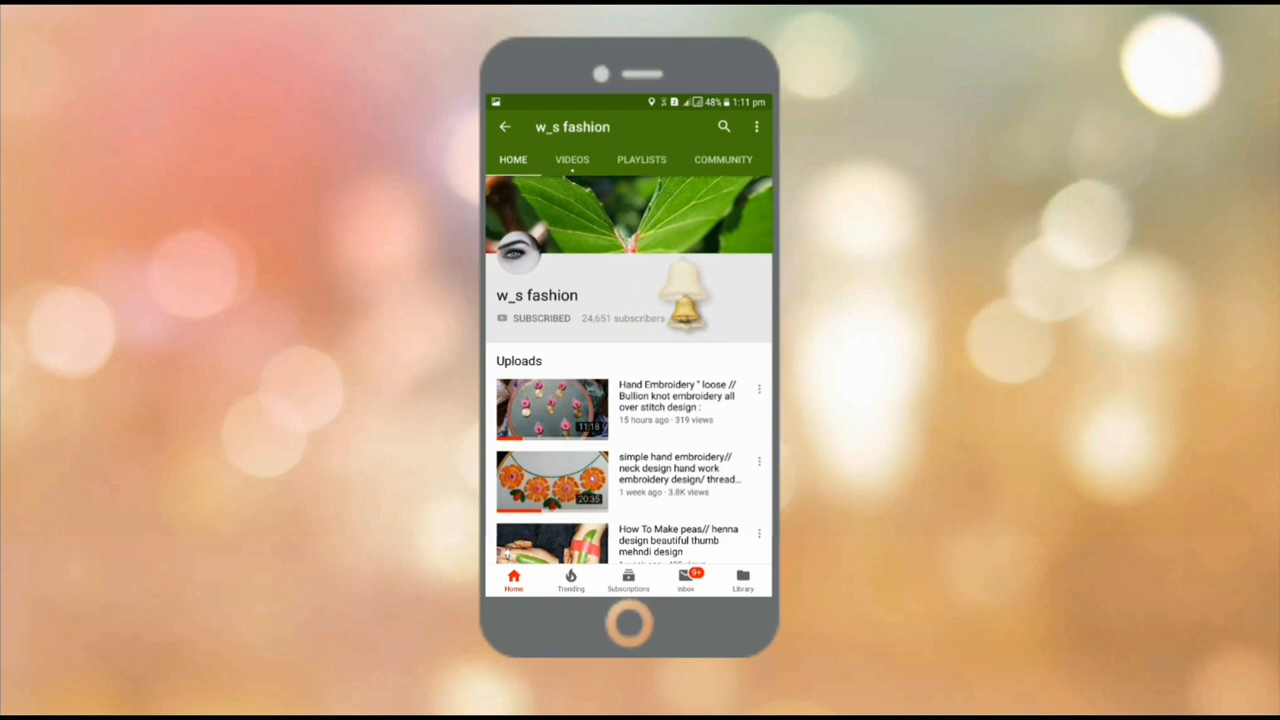 48% 1:11 pm
w_s fashion
HOME VIDEOS PLAYLISTS COMMUNITY
w_s fashion
SUBSCRIBED 24,651 subscribers
Uploads
Hand Embroidery " loose //
Bullion knot embroidery all
over stitch design :
15 hours ago · 319 views
11:18
simple hand embroidery//
neck design hand work
embroidery design/ thread...
1 week ago · 3.8K views
20:35
How To Make peas// henna
design beautiful thumb
mehndi design
9+
Home Trending Subscriptions Inbox Library